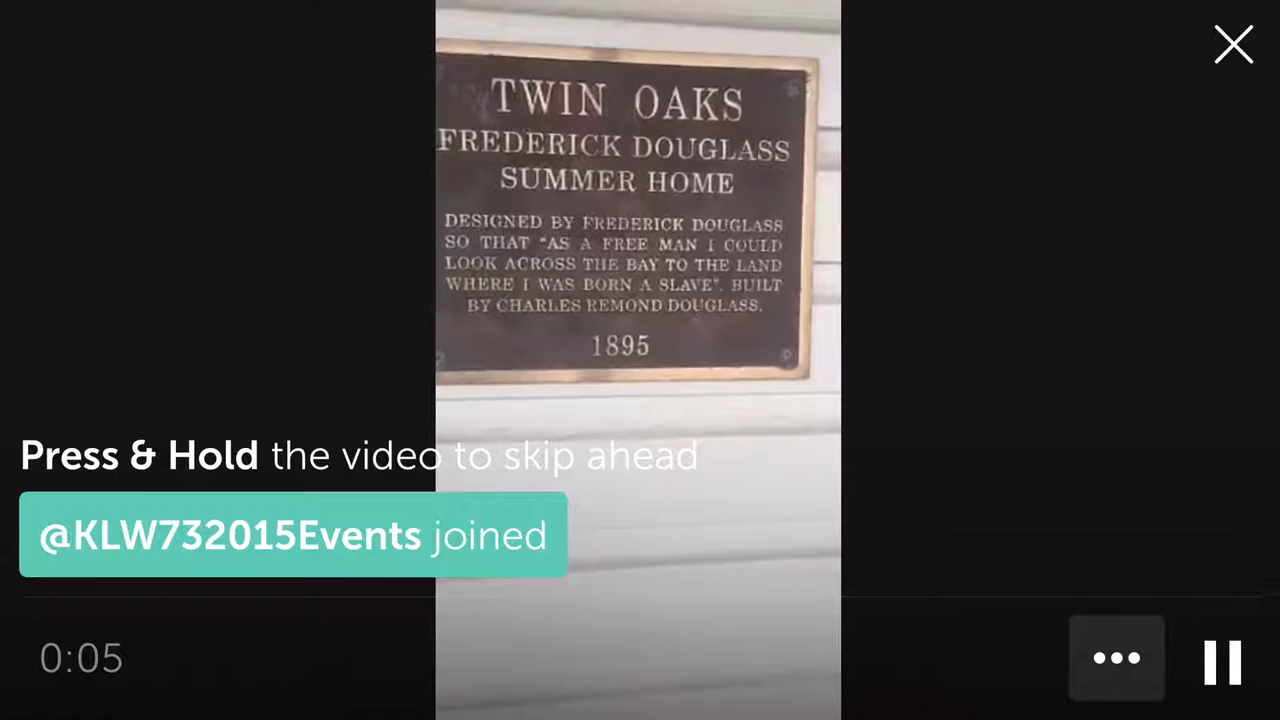 TWIN OAKS
FREDERICK DOUGLASS
SUMMER HOME
DESIGNED BY FREDERICK DOUGLASS
SO THAT "AS A FREE MAN I COULD
LOOK ACROSS THE BAY TO THE LAND
WHERE I WAS BORN A SLAVE". BUILT
BY CHARLES REMOND DOUGLASS.
1895
Press & Hold the video to skip ahead
@KLW732015Events joined
0:05